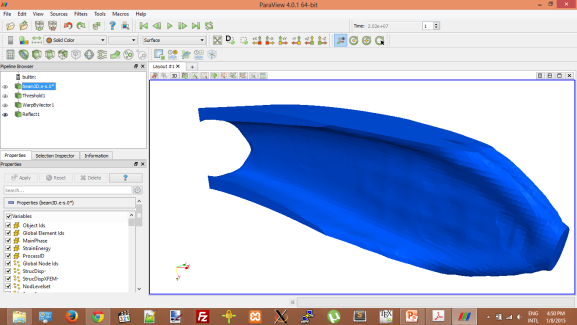 ParaView 4.0.1 64-bit
File Edit View Sources Filters Tools Macros Help
Time: 2.02e+07 1
Solid Color Surface
Pipeline Browser
Layout #1
builtin:
3D
beam3D.e-s.0*
Threshold1
WarpByVector1
Reflect1
Properties Selection Inspector Information
Properties
Apply Reset Delete ?
Search...
Properties (beam3D.e-s.0*)
Variables
Object Ids
Global Element Ids
MainPhase
StrainEnergy
ProcessID
Global Node Ids
StrucDisp-
StrucDispXFEM-
NodLevelset
ENG 4:50 PM
INTL 1/8/2015